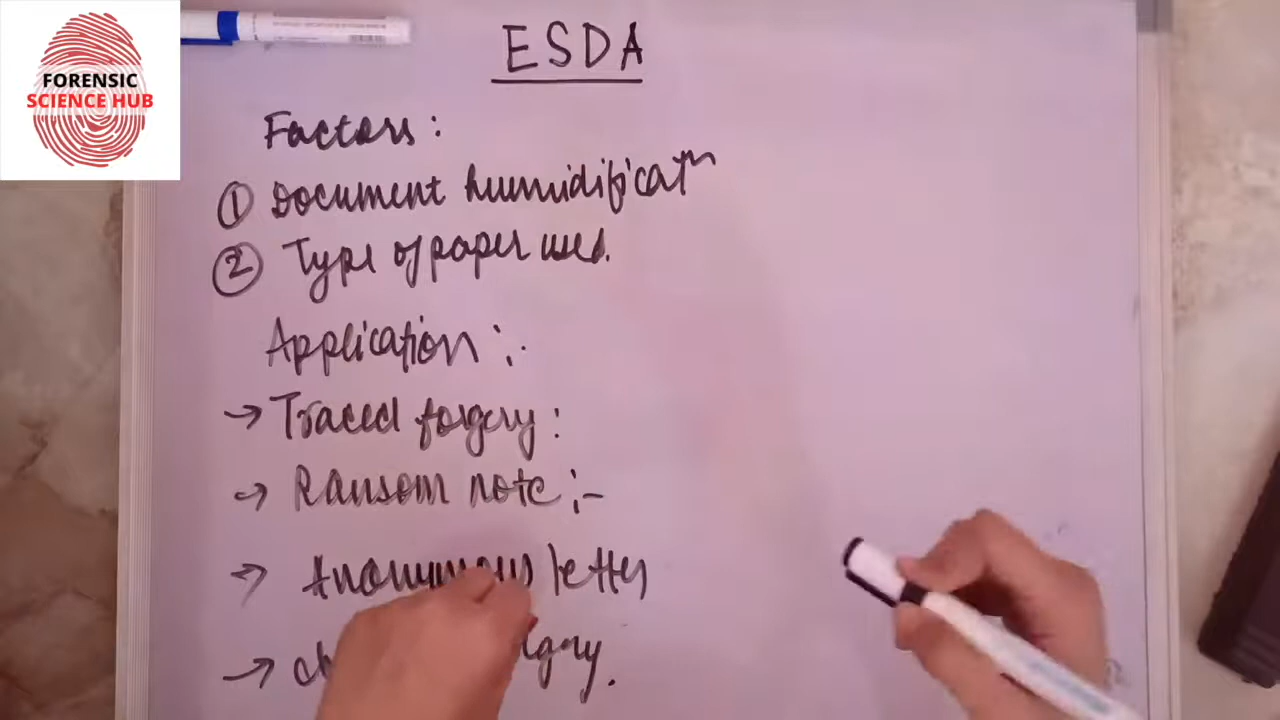 FORENSIC
SCIENCE HUB
ESDA
Factors :
① Document humidificatⁿ
② Type of paper used.
Application :-
→ Traced forgery :
→ Ransom note :-
→ Anonymous letter
→